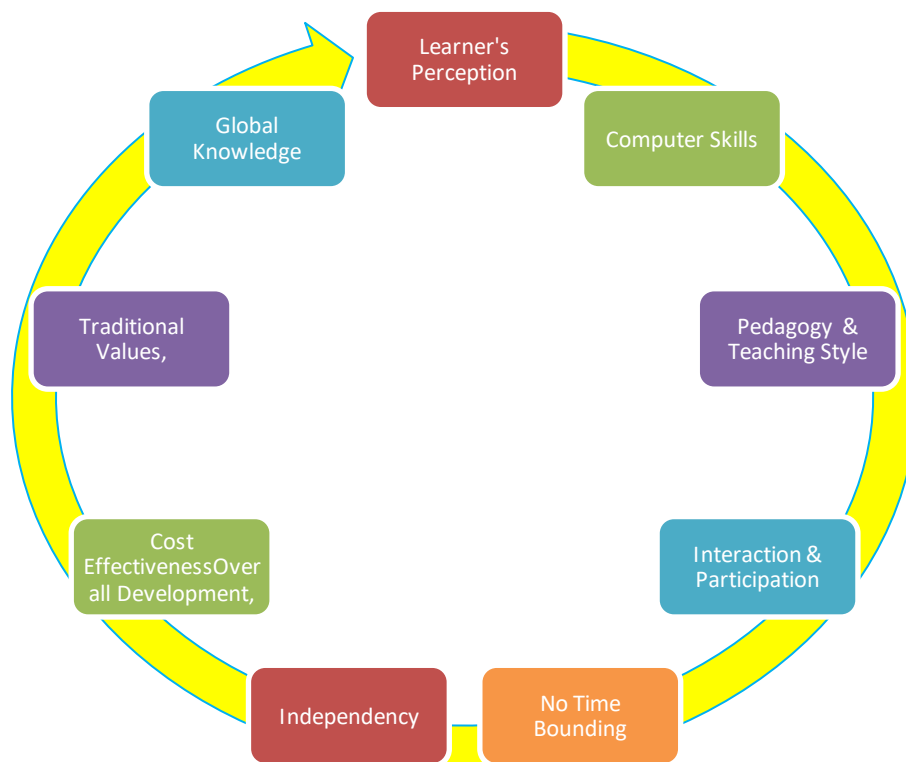 Learner's
Perception
Computer Skills
Pedagogy &
Teaching Style
Interaction &
Participation
No Time
Bounding
Independency
Cost
EffectivenessOver
all Development,
Traditional
Values,
Global
Knowledge